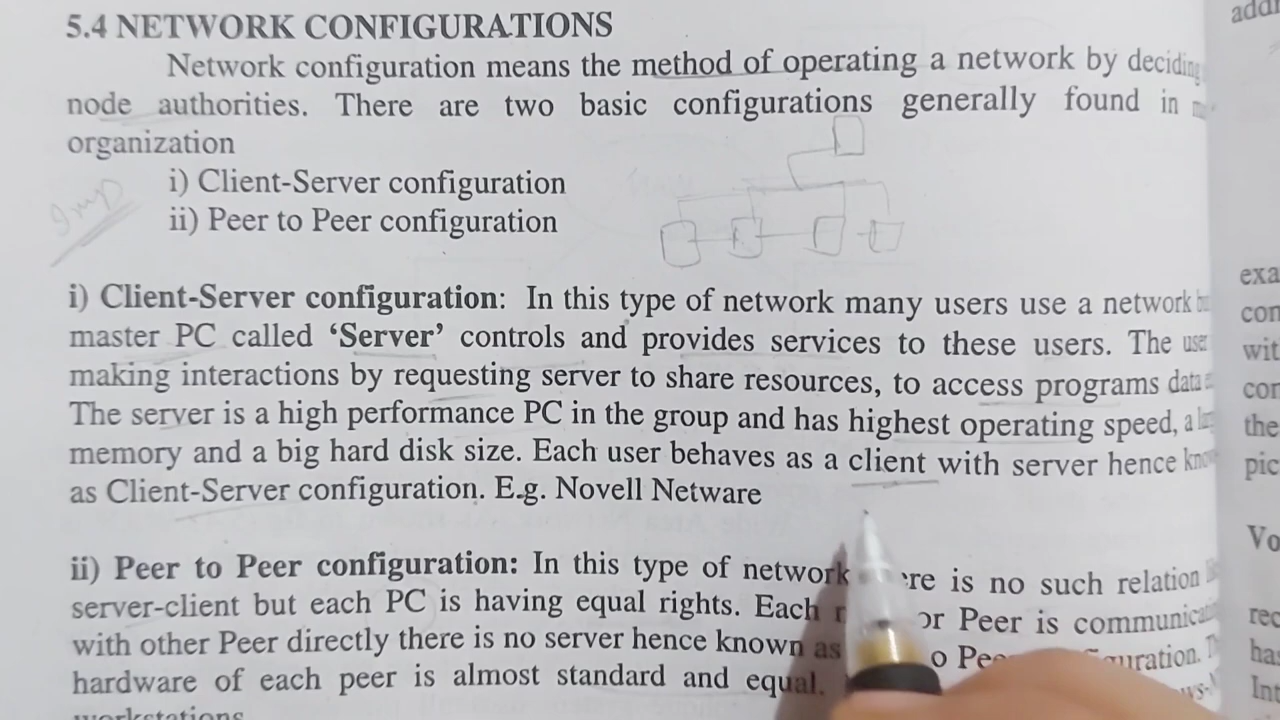 5.4 NETWORK CONFIGURATIONS
Network configuration means the method of operating a network by deciding
node authorities. There are two basic configurations generally found in
organization
i) Client-Server configuration
Imp
ii) Peer to Peer configuration
i) Client-Server configuration: In this type of network many users use a network
master PC called ‘Server’ controls and provides services to these users. The user
making interactions by requesting server to share resources, to access programs data
The server is a high performance PC in the group and has highest operating speed, a
memory and a big hard disk size. Each user behaves as a client with server hence
as Client-Server configuration. E.g. Novell Netware
ii) Peer to Peer configuration: In this type of network is no such relation
server-client but each PC is having equal rights. Each or Peer is
with other Peer directly there is no server hence known as
hardware of each peer is almost standard and equal.
workstations
exa
con
wit
con
the
pic
Vo
rec
has
Int